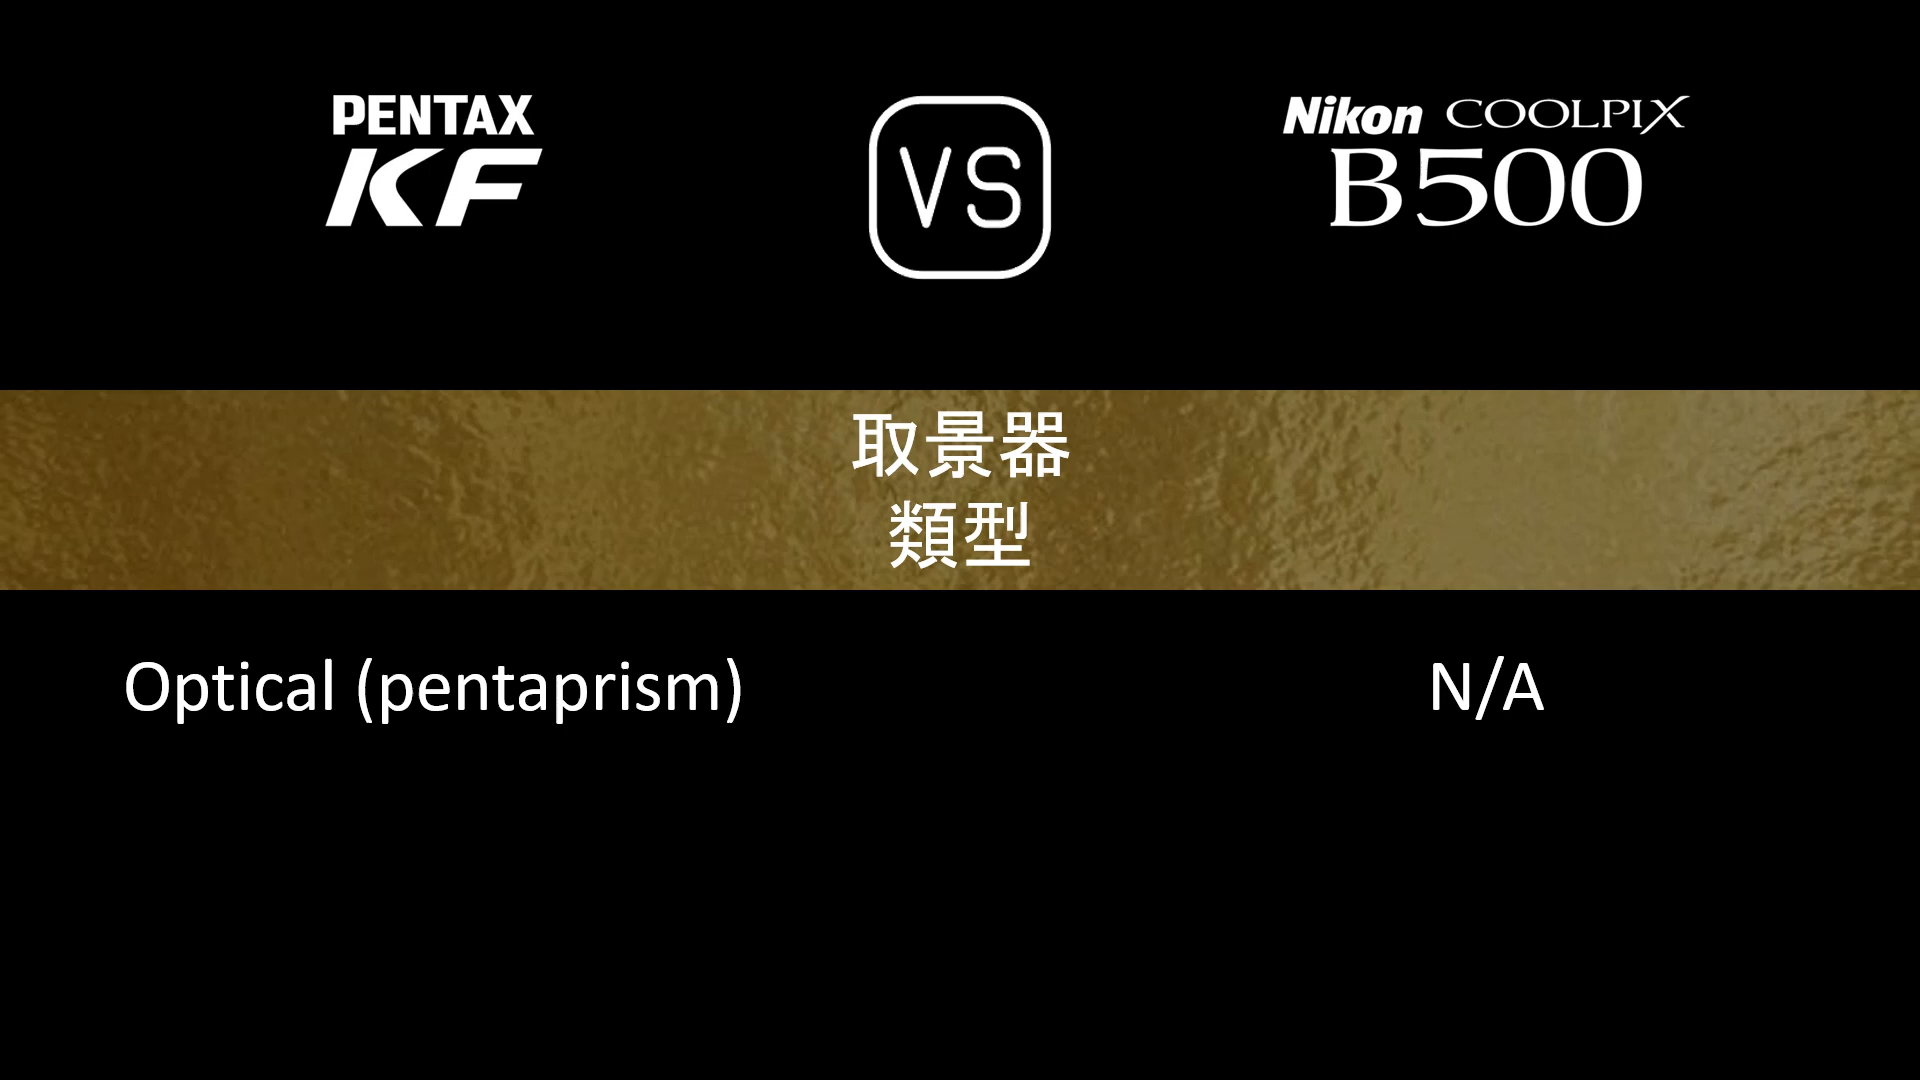 PENTAX
KF
VS
Nikon COOLPIX
B500
取景器
類型
Optical (pentaprism)
N/A